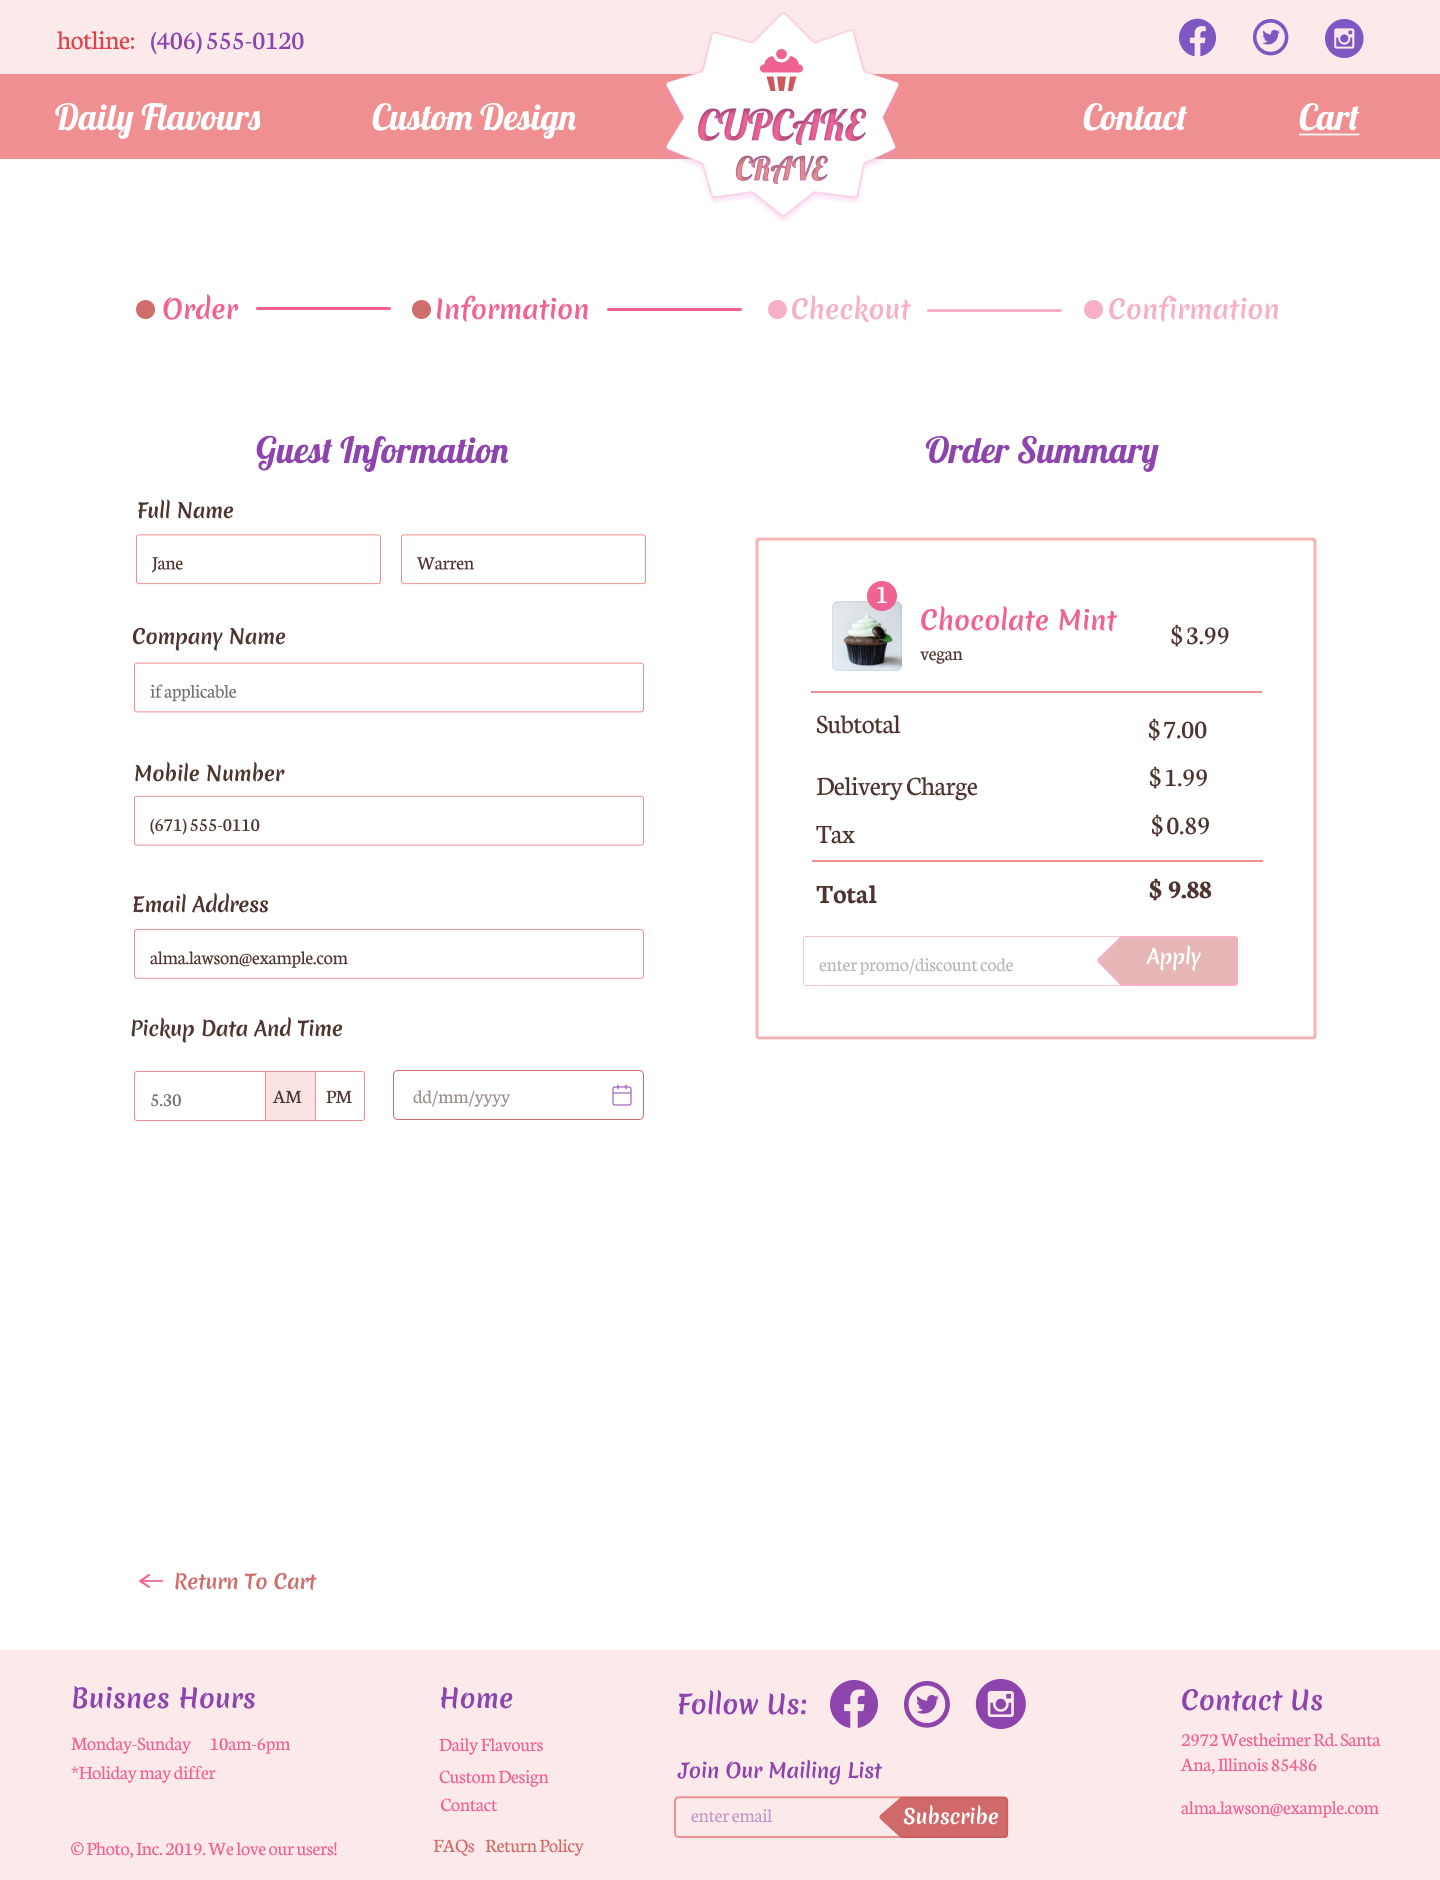 hotline: (406) 555-0120
Daily Flavours Custom Design Contact Cart
CUPCAKE
CRAVE
Order Information Checkout Confirmation
Guest Information
Full Name
Jane Warren
Company Name
if applicable
Mobile Number
(671) 555-0110
Email Address
alma.lawson@example.com
Pickup Data And Time
5.30 AM PM dd/mm/yyyy
Order Summary
1
Chocolate Mint $ 3.99
vegan
Subtotal $ 7.00
Delivery Charge $ 1.99
Tax $ 0.89
Total $ 9.88
enter promo/discount code Apply
Return To Cart
Buisnes Hours
Monday-Sunday 10am-6pm
*Holiday may differ
© Photo, Inc. 2019. We love our users!
Home
Daily Flavours
Custom Design
Contact
FAQs Return Policy
Follow Us:
Join Our Mailing List
enter email Subscribe
Contact Us
2972 Westheimer Rd. Santa
Ana, Illinois 85486
alma.lawson@example.com